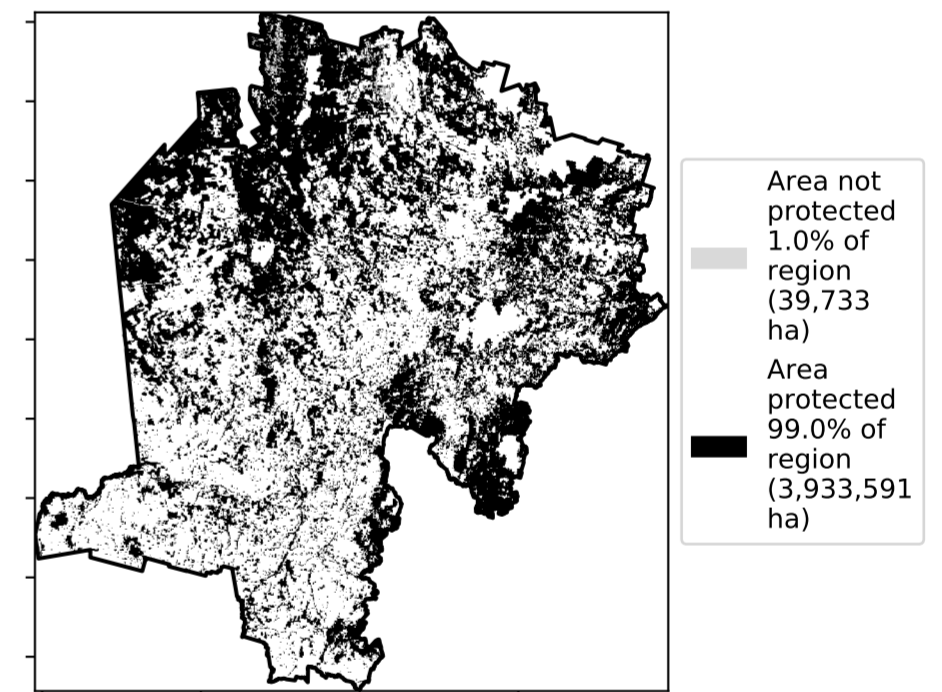 Area not
protected
1.0% of
region
(39,733
ha)
Area
protected
99.0% of
region
(3,933,591
ha)